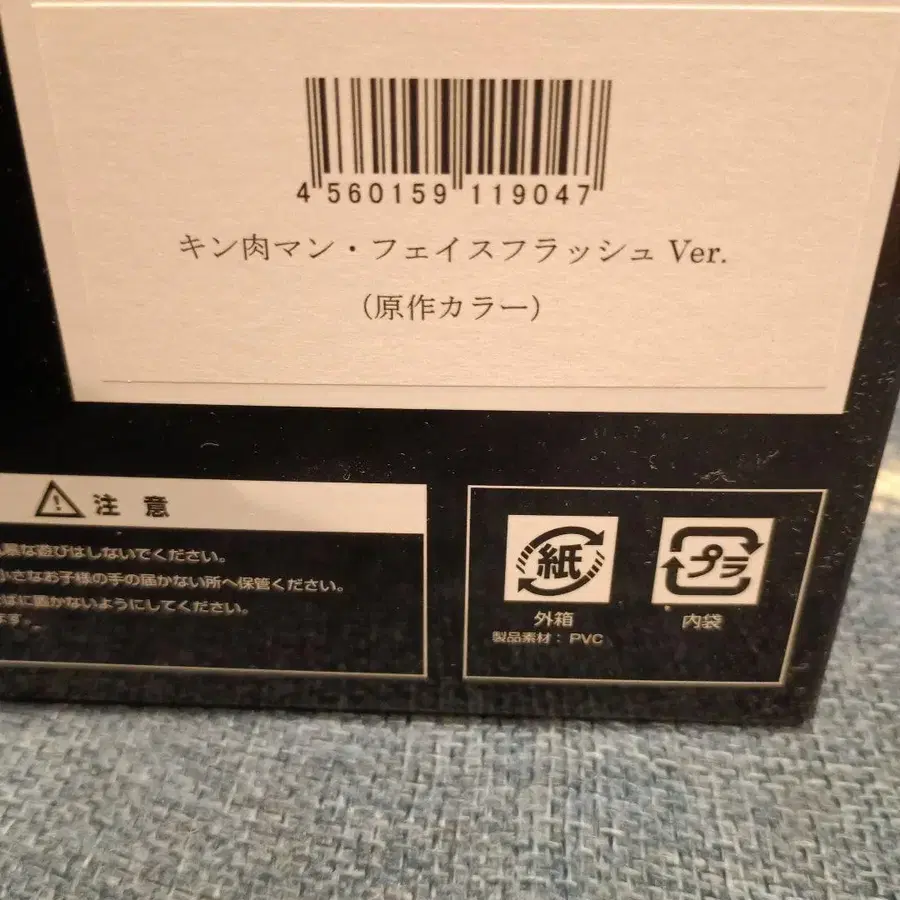 4 560159 119047
キン肉マン・フェイスフラッシュ Ver.
（原作カラー）
注意
な遊びはしないでください。
小さなお子様の手の届かない所へ保管ください。
に置かないようにしてください。
ます。
紙
プラ
外箱
内袋
製品素材： PVC